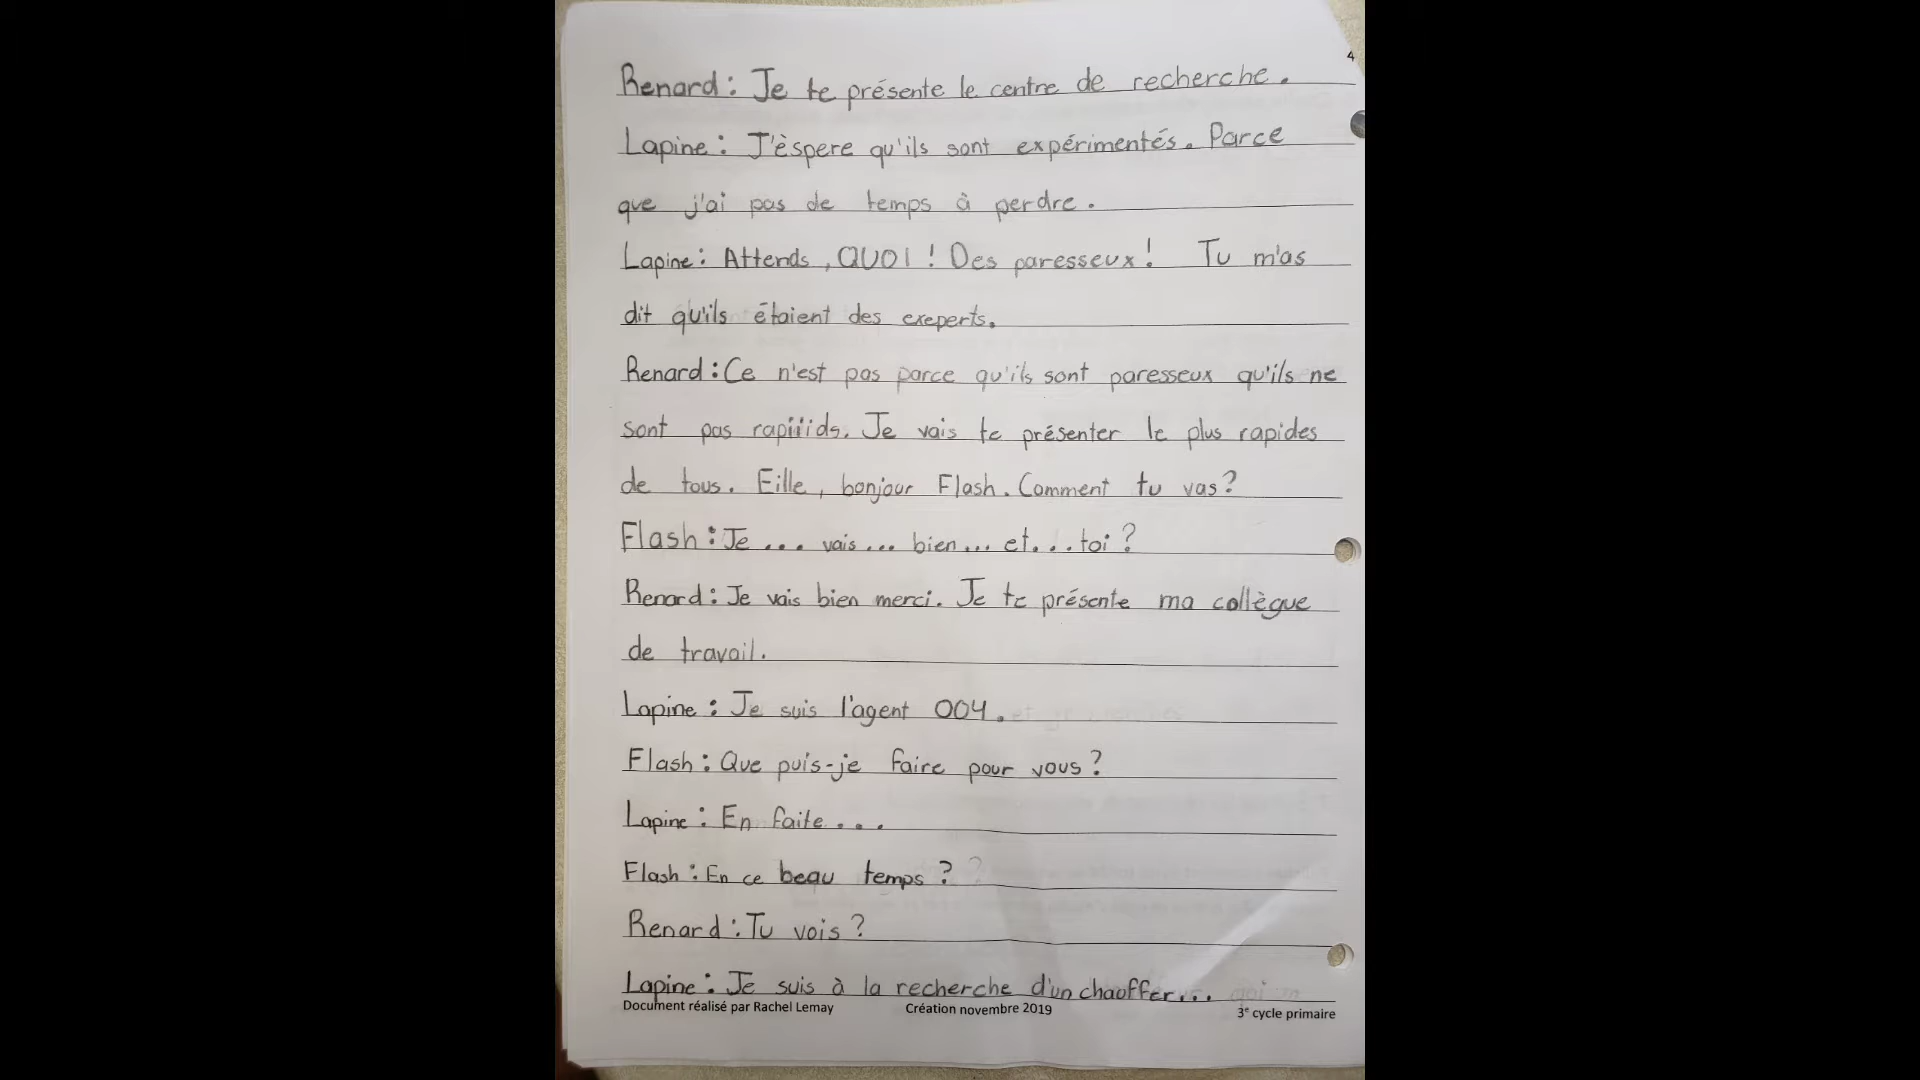 4
Renard : Je te présente le centre de recherche.
Lapine : J'èspere qu'ils sont expérimentés. Parce
que j'ai pas de temps à perdre.
Lapine : Attends, QUOI ! Des paresseux ! Tu m'as
dit qu'ils étaient des exeperts.
Renard : Ce n'est pas parce qu'ils sont paresseux qu'ils ne
sont pas rapiiiids. Je vais te présenter le plus rapides
de tous. Eille, bonjour Flash. Comment tu vas ?
Flash : Je ... vais ... bien ... et ... toi ?
Renard : Je vais bien merci. Je te présente ma collègue
de travail.
Lapine : Je suis l'agent 004.
Flash : Que puis-je faire pour vous ?
Lapine : En faite ...
Flash : En ce beau temps ?
Renard : Tu vois ?
Lapine : Je suis à la recherche d'un chauffer ...
Document réalisé par Rachel Lemay Création novembre 2019 3e cycle primaire